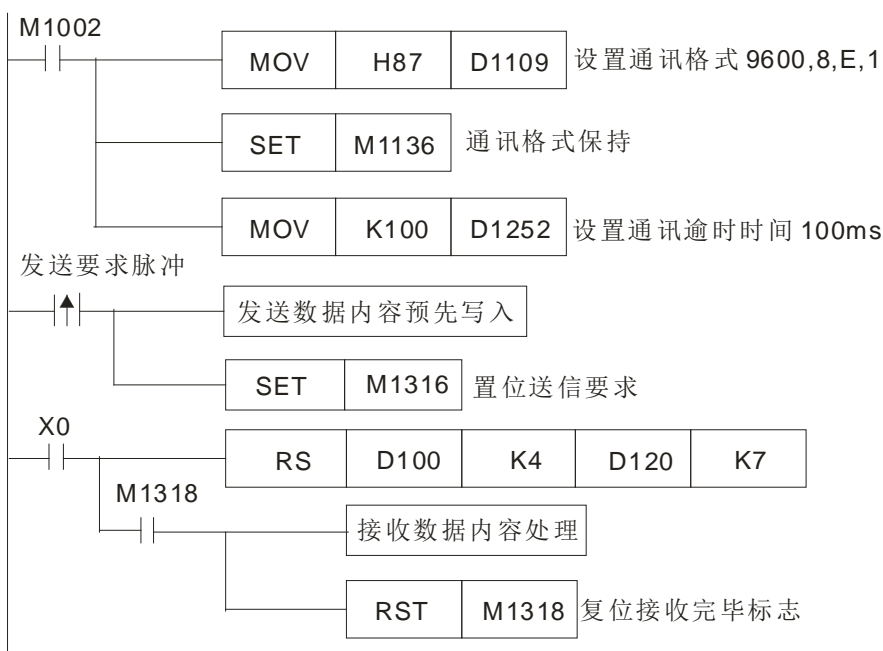 M1002
MOV H87 D1109 设置通讯格式 9600,8,E,1
SET M1136 通讯格式保持
MOV K100 D1252 设置通讯逾时时间 100ms
发送要求脉冲
发送数据内容预先写入
SET M1316 置位送信要求
X0
RS D100 K4 D120 K7
M1318
接收数据内容处理
RST M1318 复位接收完毕标志